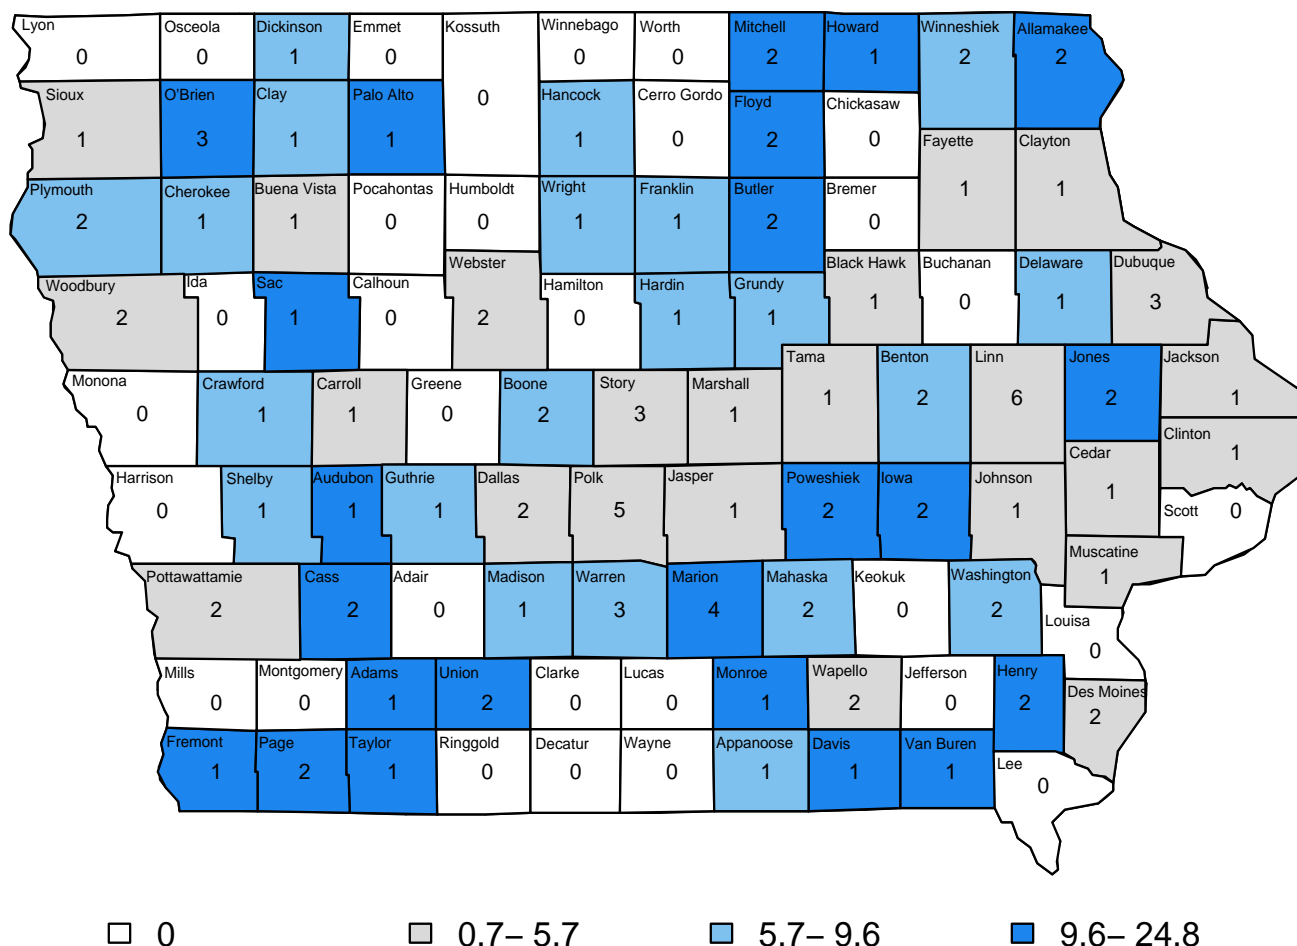 Lyon Osceola Dickinson Emmet Kossuth Winnebago Worth Mitchell Howard Winneshiek Allamakee
0 0 1 0 0 0 2 1 2 2
Sioux O'Brien Clay Palo Alto 0 Hancock Cerro Gordo Floyd Chickasaw
1 3 1 1 1 0 2 0
Fayette Clayton
1 1
Plymouth Cherokee Buena Vista Pocahontas Humboldt Wright Franklin Butler Bremer
2 1 1 0 0 1 1 2 0
Woodbury Ida Sac Calhoun Webster Hamilton Hardin Grundy Black Hawk Buchanan Delaware Dubuque
2 0 1 0 2 0 1 1 1 0 1 3
Monona Crawford Carroll Greene Boone Story Marshall Tama Benton Linn Jones Jackson
0 1 1 0 2 3 1 1 2 6 2 1
Clinton
1
Harrison Shelby Audubon Guthrie Dallas Polk Jasper Poweshiek Iowa Johnson Cedar Scott
0 1 1 1 2 5 1 2 2 1 1 0
Pottawattamie Cass Adair Madison Warren Marion Mahaska Keokuk Washington Muscatine
2 2 0 1 3 4 2 0 2 1
Louisa
0
Mills Montgomery Adams Union Clarke Lucas Monroe Wapello Jefferson Henry Des Moines
0 0 1 2 0 0 1 2 0 2 2
Fremont Page Taylor Ringgold Decatur Wayne Appanoose Davis Van Buren Lee
1 2 1 0 0 0 1 1 1 0
0 0.7– 5.7 5.7– 9.6 9.6– 24.8